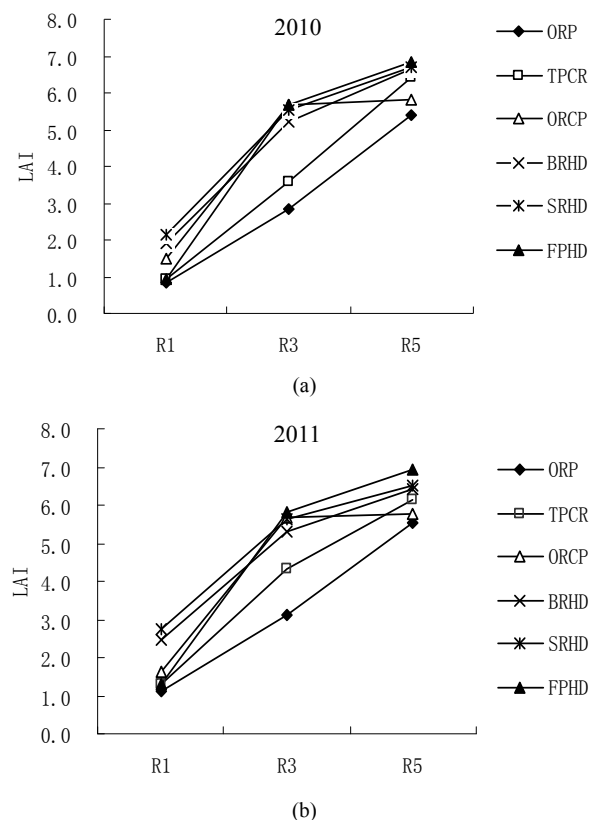 2010
8.0
7.0
6.0
5.0
4.0
3.0
2.0
1.0
0.0
LAI
R1 R3 R5
ORP
TPCR
ORCP
BRHD
SRHD
FPHD
(a)
2011
8.0
7.0
6.0
5.0
4.0
3.0
2.0
1.0
0.0
LAI
R1 R3 R5
ORP
TPCR
ORCP
BRHD
SRHD
FPHD
(b)